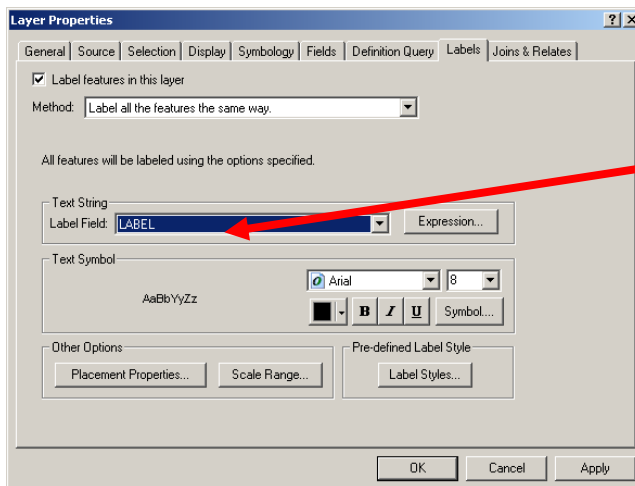 Layer Properties
General Source Selection Display Symbology Fields Definition Query Labels Joins & Relates
Label features in this layer
Method: Label all the features the same way.
All features will be labeled using the options specified.
Text String
Label Field: LABEL Expression...
Text Symbol
AaBbYyZz
Arial 8
B I U Symbol...
Other Options
Placement Properties... Scale Range...
Pre-defined Label Style
Label Styles...
OK Cancel Apply